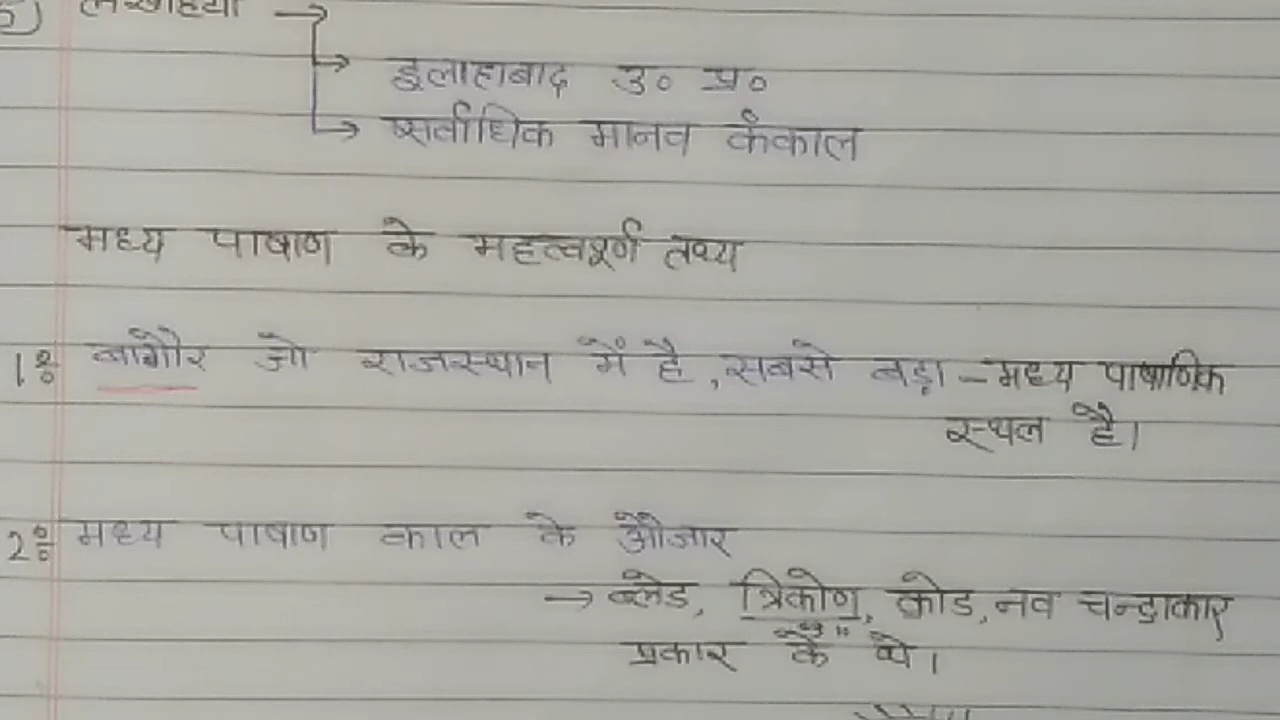 इलाहाबाद उ० प्र०
सर्वाधिक मानव कंकाल
मध्य पाषाण के महत्वपूर्ण तथ्य
1ः बागौर जो राजस्थान में है, सबसे बड़ा - मध्य पाषाणिक
स्थल है।
2ः मध्य पाषाण काल के औजार
→ ब्लेड, त्रिकोण, क्रोड, नव चन्द्राकार
प्रकार के थे।